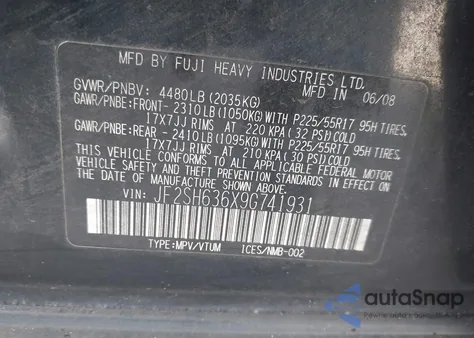 MFD BY FUJI HEAVY INDUSTRIES LTD.
GVWR/PNBV: 4480LB(2035KG) MFD IN 06/08
GAWR/PNBE:FRONT- 2310LB(1050KG)WITH P225/55R17 95H TIRES,
17X7JJ RIMS AT 220 KPA(32 PSI)COLD
GAWR/PNBE:REAR - 2410LB(1095KG)WITH P225/55R17 95H TIRES,
17X7JJ RIMS AT 210 KPA(30 PSI)COLD
THIS VEHICLE CONFORMS TO ALL APPLICABLE FEDERAL MOTOR
VEHICLE SAFETY, BUMPER, AND THEFT PREVENTION STANDARDS IN EFFECT ON
THE DATE OF MANUFACTURE SHOWN ABOVE.
VIN: JF2SH636X9G741931
TYPE:MPV/VTUM ICES/NMB-002
autoSnap